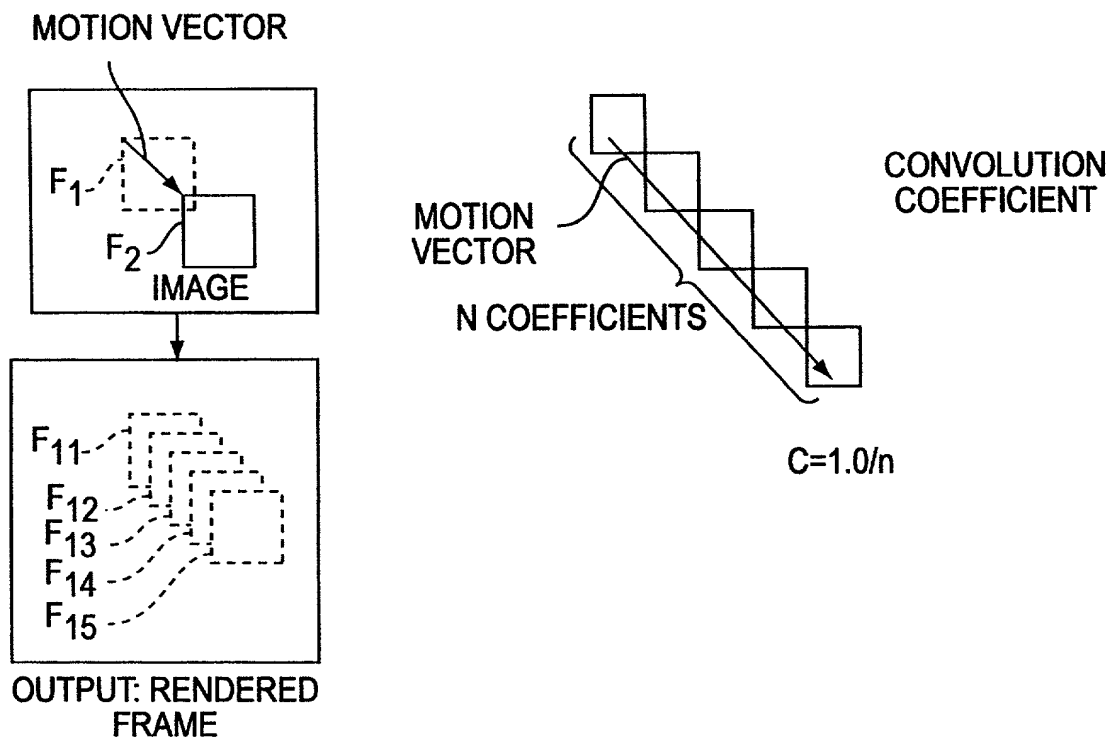 MOTION VECTOR
F1
F2
IMAGE
F11
F12
F13
F14
F15
OUTPUT: RENDERED
FRAME
MOTION
VECTOR
N COEFFICIENTS
CONVOLUTION
COEFFICIENT
C=1.0/n